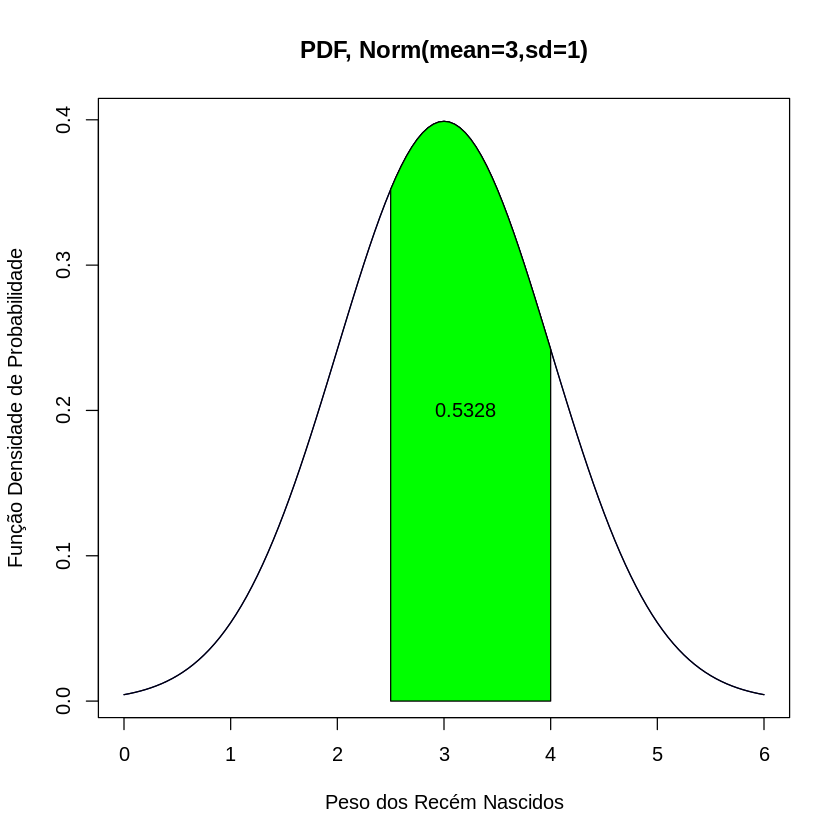 PDF, Norm(mean=3,sd=1)
Função Densidade de Probabilidade
0.4
0.3
0.2
0.1
0.0
0.5328
0 1 2 3 4 5 6
Peso dos Recém Nascidos